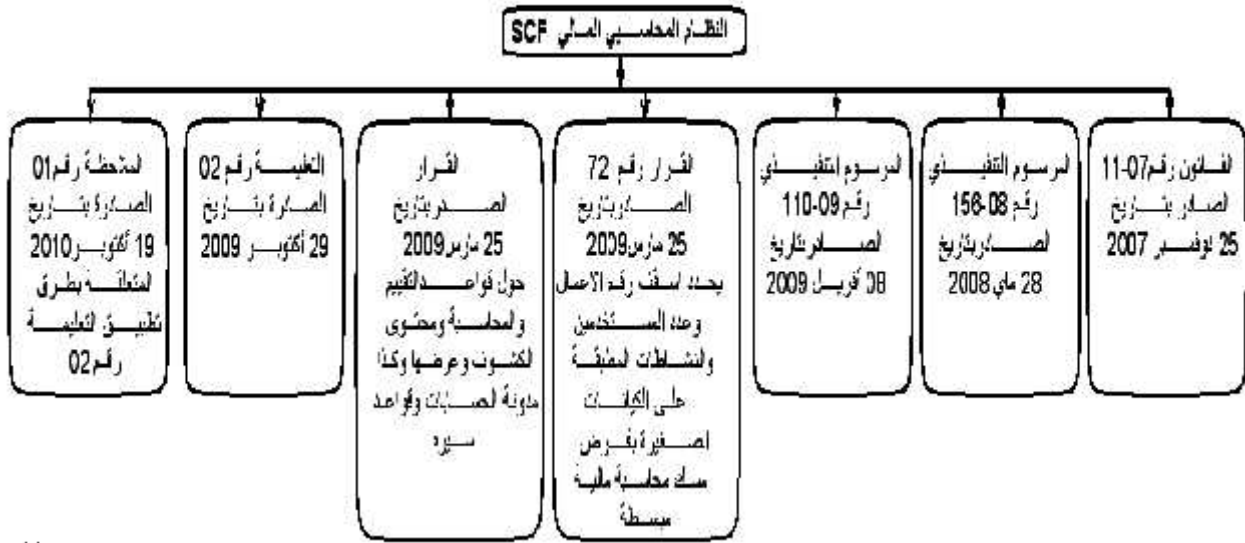 النظام المحاسبي المالي SCF
القانون رقم 07-11
الصادر بتاريخ
25 نوفمبر 2007
المرسوم التنفيذي
رقم 08-156
الصادر بتاريخ
28 ماي 2008
المرسوم التنفيذي
رقم 09-110
الصادر بتاريخ
08 أفريل 2009
القرار رقم 72
الصادر بتاريخ
25 مارس 2009
يحدد أسقف رقم الاعمال
وعدد المستخدمين
والنشاطات المطبقة
على الكيانات
الصغيرة بغرض
مسك محاسبة مالية
مبسطة
القرار
الصادر بتاريخ
25 مارس 2009
حول قواعد التقييم
والمحاسبة ومحتوى
الكشوف وعرضها وكذا
مدونة الحسابات وقواعد
سيره
التعليمة رقم 02
الصادرة بتاريخ
29 أكتوبر 2009
الملاحظة رقم 01
الصادرة بتاريخ
19 أكتوبر 2010
المتعلقة بطرق
تطبيق التعليمة
رقم 02